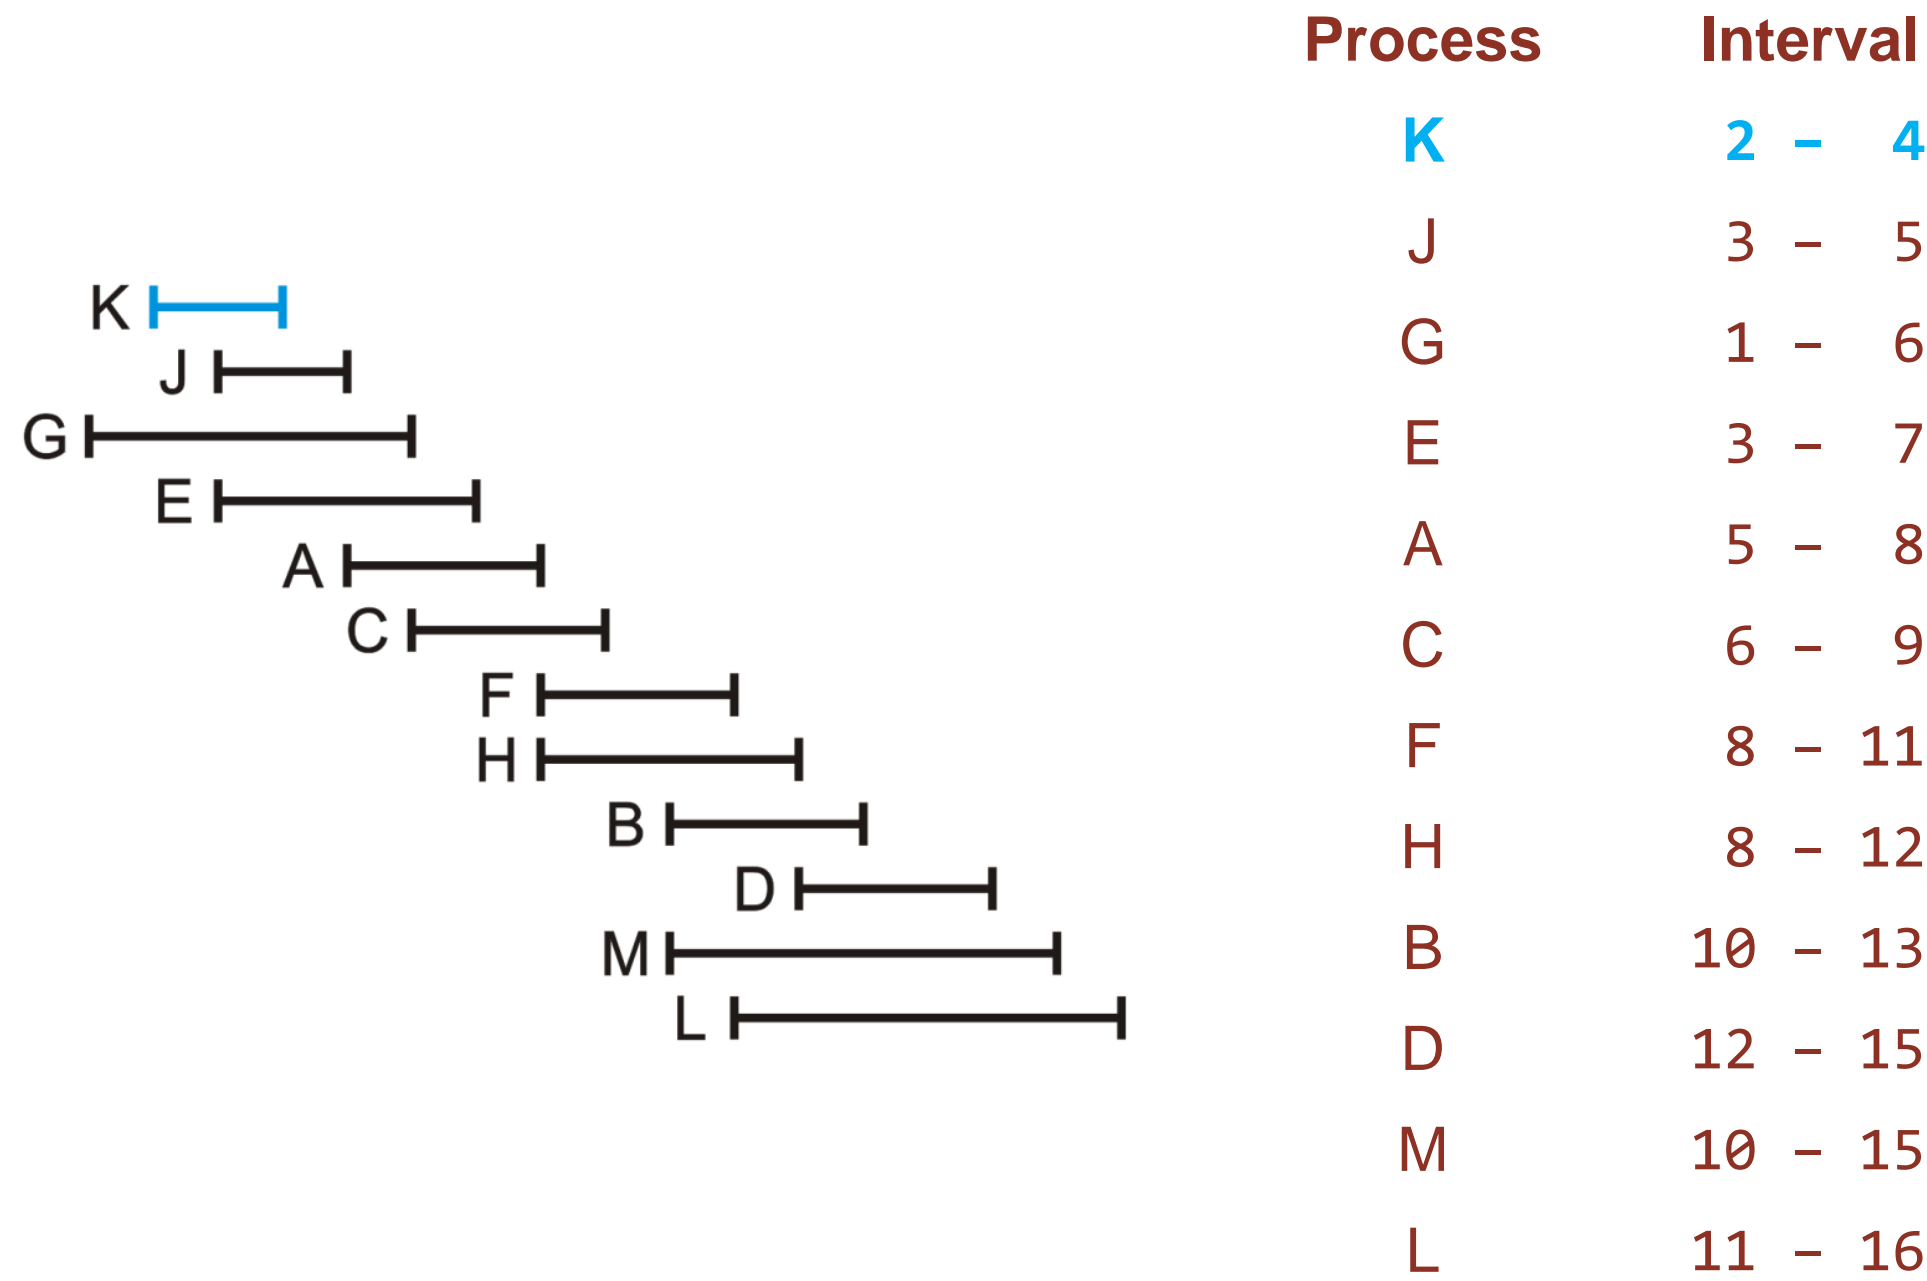 Process Interval
K 2 - 4
J 3 - 5
G 1 - 6
E 3 - 7
A 5 - 8
C 6 - 9
F 8 - 11
H 8 - 12
B 10 - 13
D 12 - 15
M 10 - 15
L 11 - 16
K
J
G
E
A
C
F
H
B
D
M
L